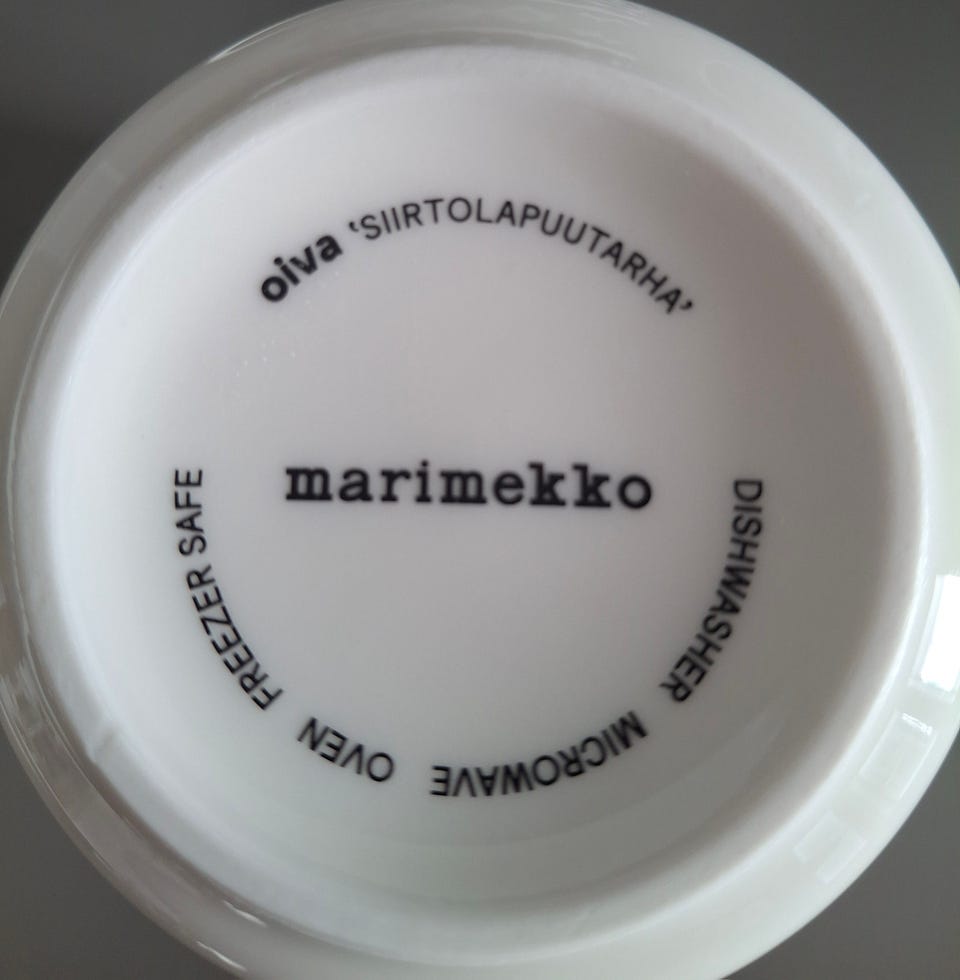 oiva ‘SIIRTOLAPUUTARHA’
marimekko
DISHWASHER MICROWAVE OVEN FREEZER SAFE